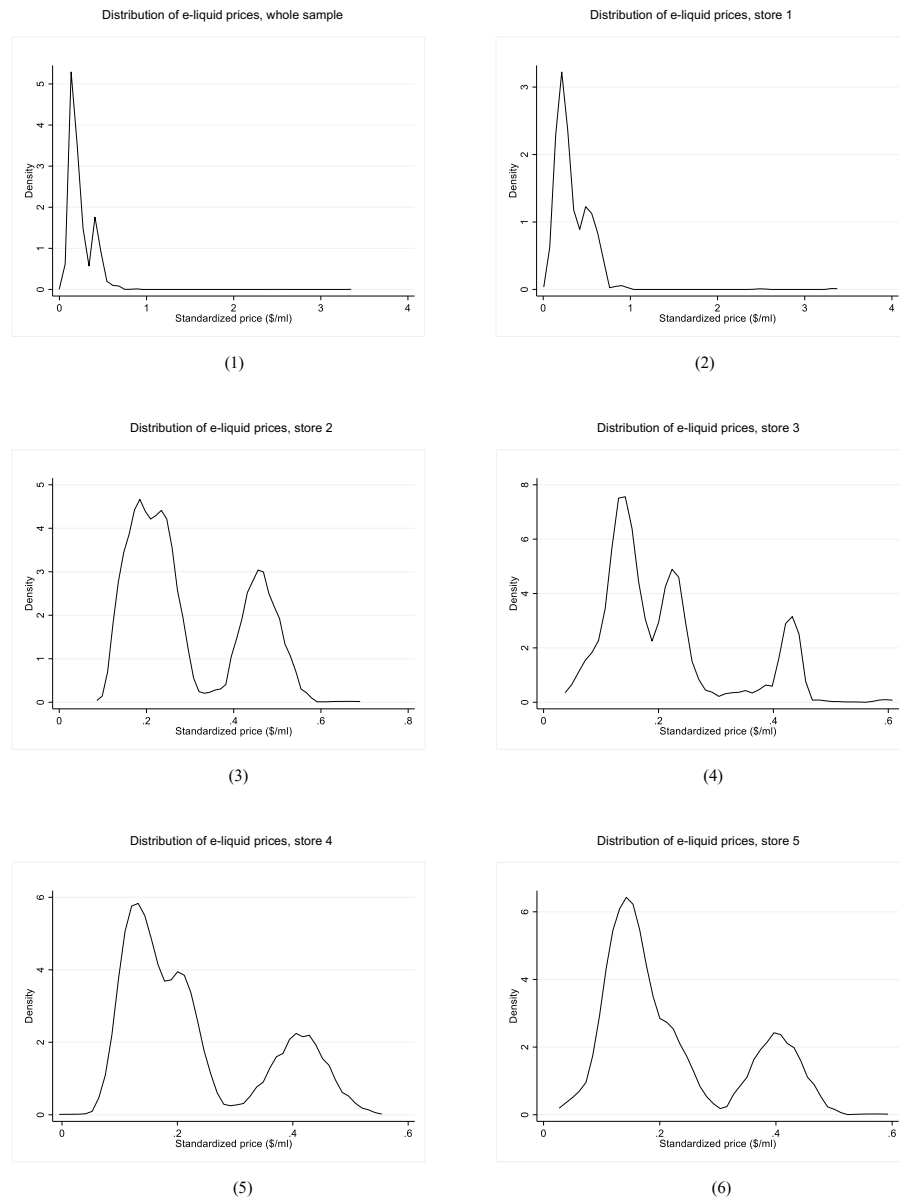 Distribution of e-liquid prices, whole sample
Density
0 1 2 3 4 5
0 1 2 3 4
Standardized price ($/ml)
(1)
Distribution of e-liquid prices, store 1
Density
0 1 2 3
0 1 2 3 4
Standardized price ($/ml)
(2)
Distribution of e-liquid prices, store 2
Density
0 1 2 3 4 5
0 .2 .4 .6 .8
Standardized price ($/ml)
(3)
Distribution of e-liquid prices, store 3
Density
0 2 4 6 8
0 .2 .4 .6
Standardized price ($/ml)
(4)
Distribution of e-liquid prices, store 4
Density
0 2 4 6
0 .2 .4 .6
Standardized price ($/ml)
(5)
Distribution of e-liquid prices, store 5
Density
0 2 4 6
0 .2 .4 .6
Standardized price ($/ml)
(6)